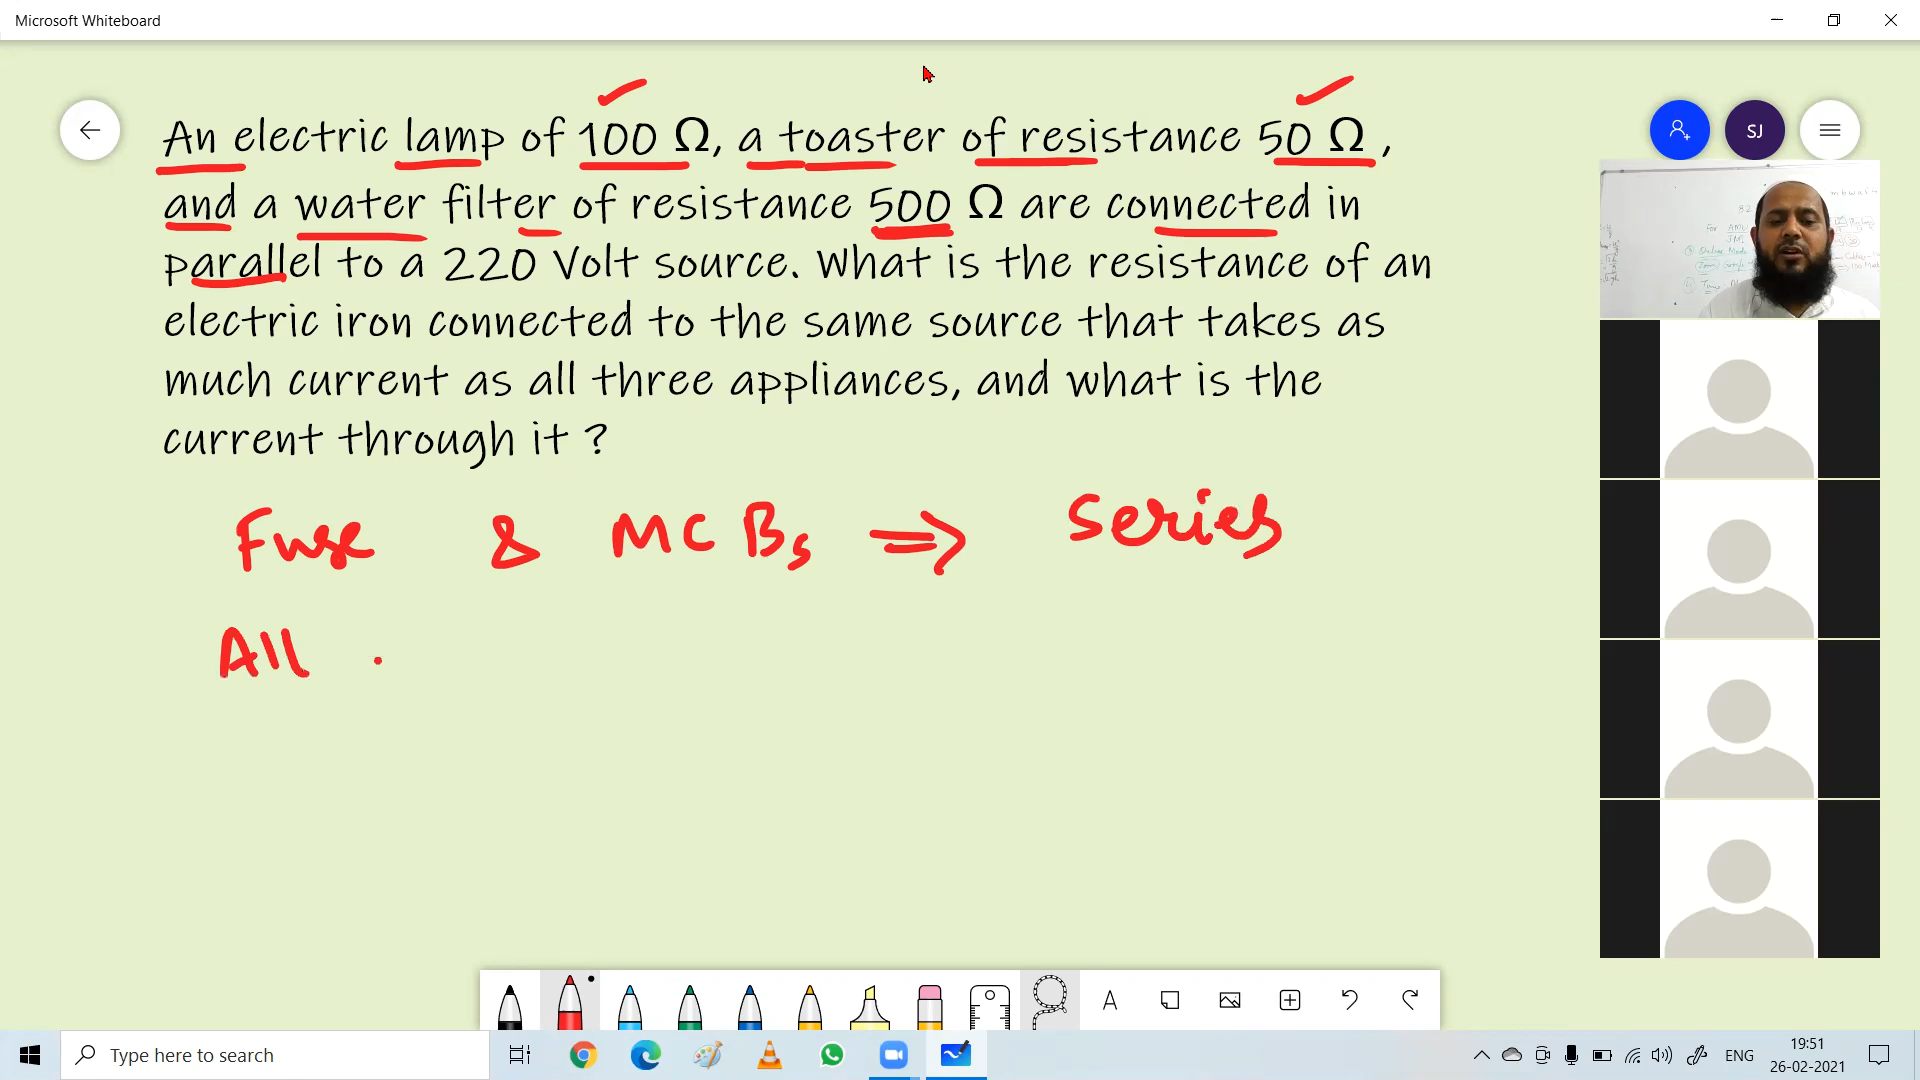 Microsoft Whiteboard
An electric lamp of 100 Ω, a toaster of resistance 50 Ω,
and a water filter of resistance 500 Ω are connected in
parallel to a 220 Volt source. What is the resistance of an
electric iron connected to the same source that takes as
much current as all three appliances, and what is the
current through it ?
Fuse & MCBs ⇒ Series
All .
SJ
Type here to search
ENG
19:51
26-02-2021